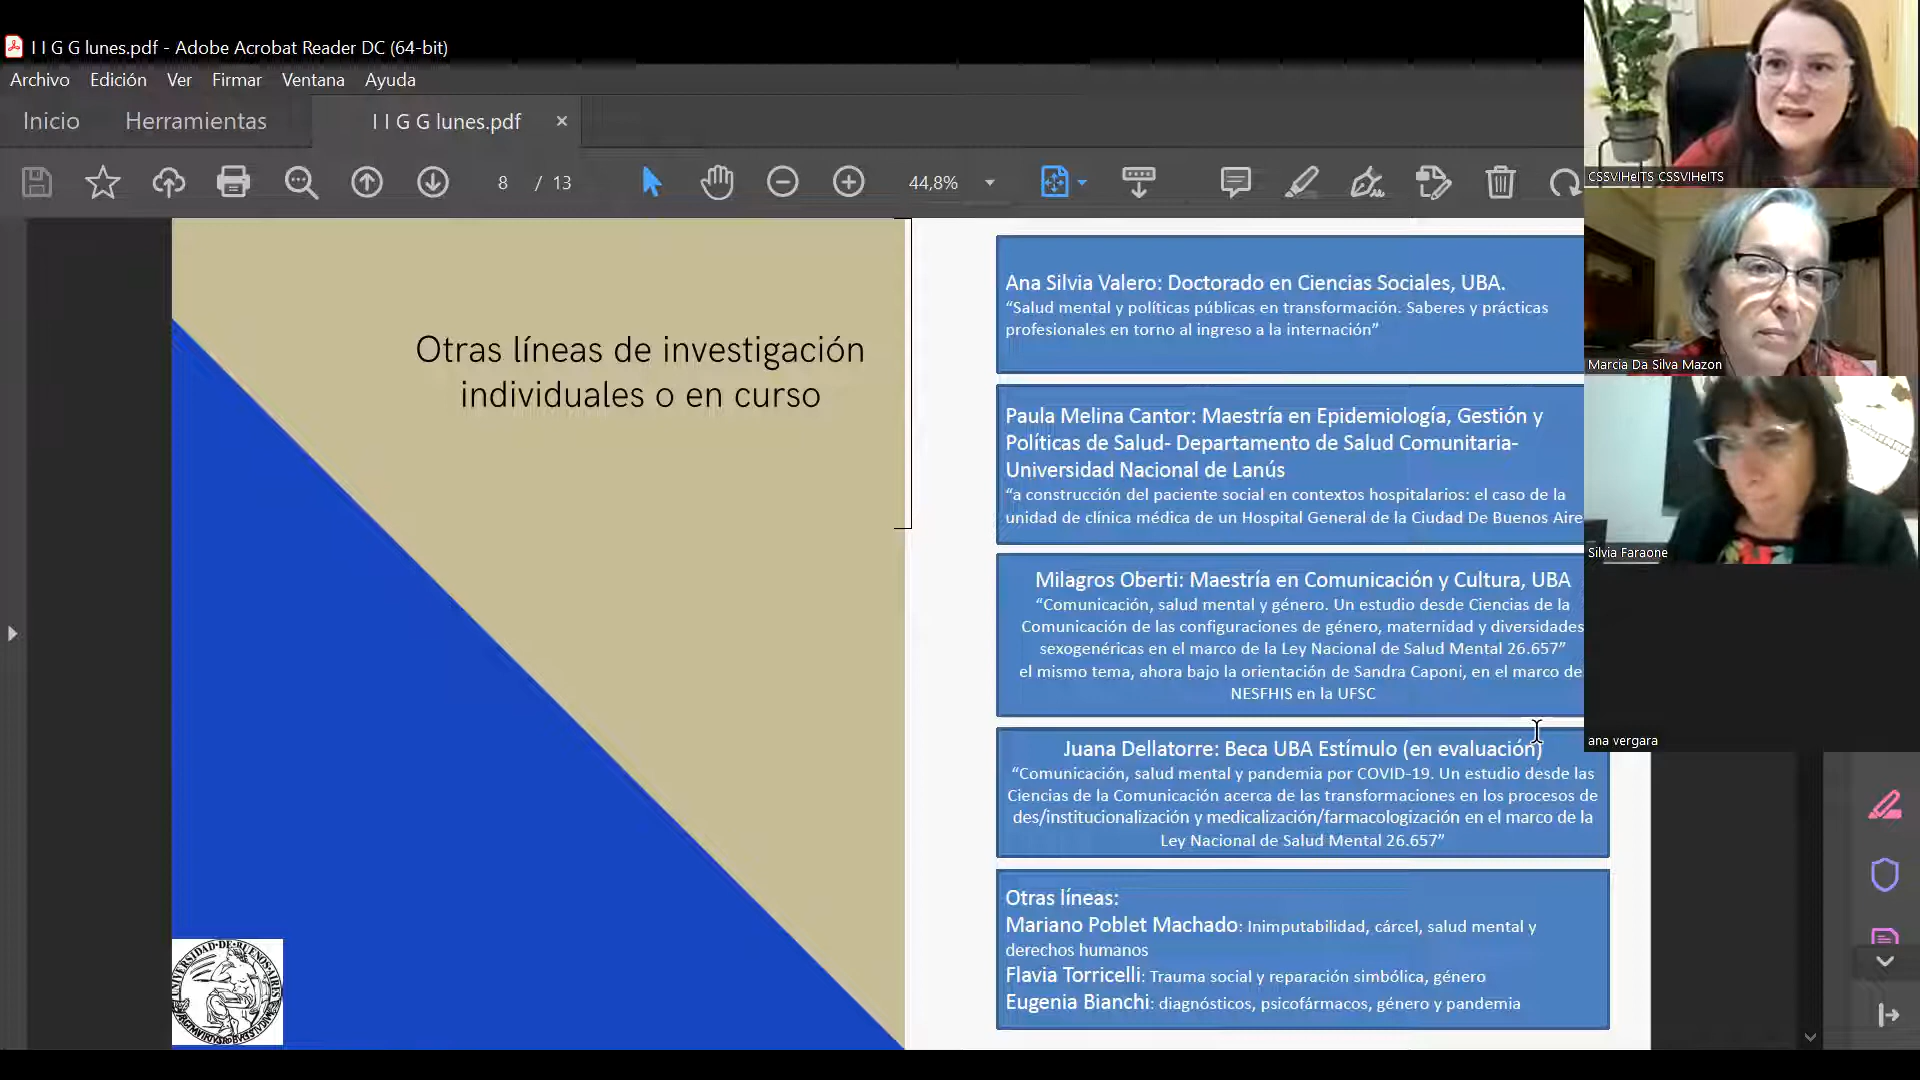 I I G G lunes.pdf - Adobe Acrobat Reader DC (64-bit)
Archivo Edición Ver Firmar Ventana Ayuda
Inicio Herramientas I I G G lunes.pdf ×
8 / 13 44,8%
Otras líneas de investigación
individuales o en curso
Ana Silvia Valero: Doctorado en Ciencias Sociales, UBA.
“Salud mental y políticas públicas en transformación. Saberes y prácticas
profesionales en torno al ingreso a la internación”
Paula Melina Cantor: Maestría en Epidemiología, Gestión y
Políticas de Salud- Departamento de Salud Comunitaria-
Universidad Nacional de Lanús
“a construcción del paciente social en contextos hospitalarios: el caso de la
unidad de clínica médica de un Hospital General de la Ciudad De Buenos Aire
Milagros Oberti: Maestría en Comunicación y Cultura, UBA
“Comunicación, salud mental y género. Un estudio desde Ciencias de la
Comunicación de las configuraciones de género, maternidad y diversidades
sexogenéricas en el marco de la Ley Nacional de Salud Mental 26.657”
el mismo tema, ahora bajo la orientación de Sandra Caponi, en el marco de
NESFHIS en la UFSC
Juana Dellatorre: Beca UBA Estímulo (en evaluación)
“Comunicación, salud mental y pandemia por COVID-19. Un estudio desde las
Ciencias de la Comunicación acerca de las transformaciones en los procesos de
des/institucionalización y medicalización/farmacologización en el marco de la
Ley Nacional de Salud Mental 26.657”
Otras líneas:
Mariano Poblet Machado: Inimputabilidad, cárcel, salud mental y
derechos humanos
Flavia Torricelli: Trauma social y reparación simbólica, género
Eugenia Bianchi: diagnósticos, psicofármacos, género y pandemia
CSSVIHeITS CSSVIHeITS
Marcia Da Silva Mazon
Silvia Faraone
ana vergara
UNIVERSIDAD DE BUENOS AIRES